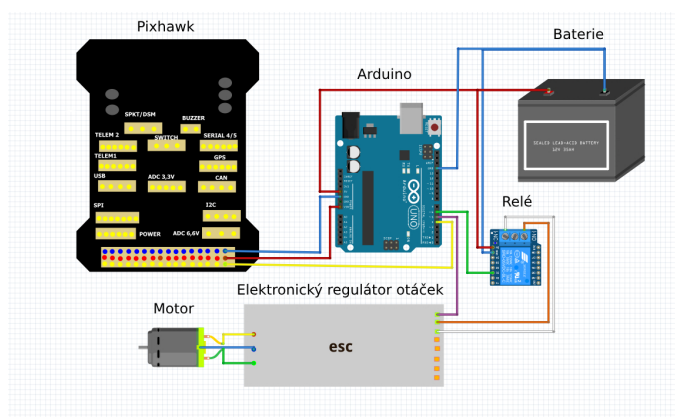 Pixhawk
Baterie
Arduino
SPKT/DSM
BUZZER
TELEM 2
SWITCH
SERIAL 4/5
TELEM1
GPS
USB
ADC 3,3V
CAN
SPI
I2C
POWER
ADC 6,6V
SEALED LEAD-ACID BATTERY
UNO
Relé
Elektronický regulátor otáček
Motor
esc